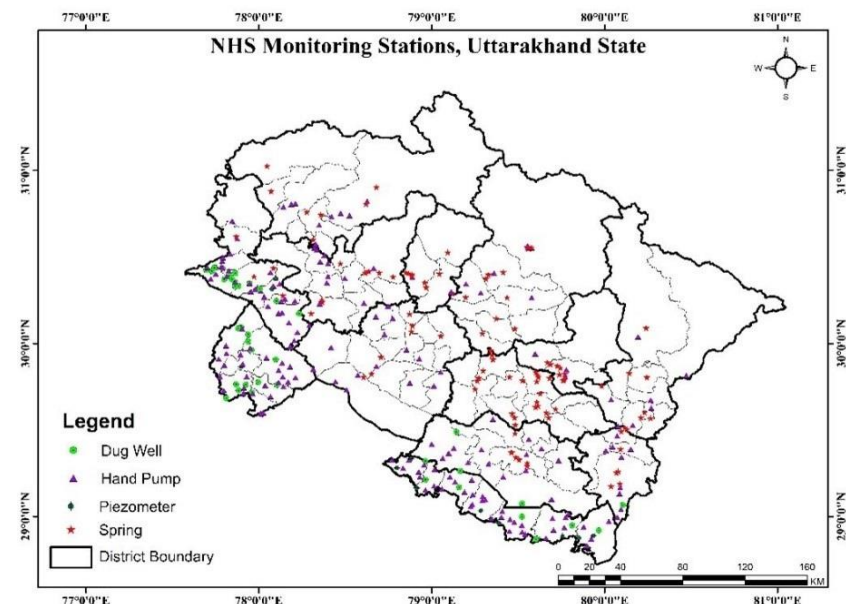 77°0'0"E 78°0'0"E 79°0'0"E 80°0'0"E 81°0'0"E
NHS Monitoring Stations, Uttarakhand State
N
W E
S
31°0'0"N 31°0'0"N
30°0'0"N 30°0'0"N
29°0'0"N 29°0'0"N
Legend
Dug Well
Hand Pump
Piezometer
Spring
District Boundary
0 20 40 80 120 160
KM
77°0'0"E 78°0'0"E 79°0'0"E 80°0'0"E 81°0'0"E